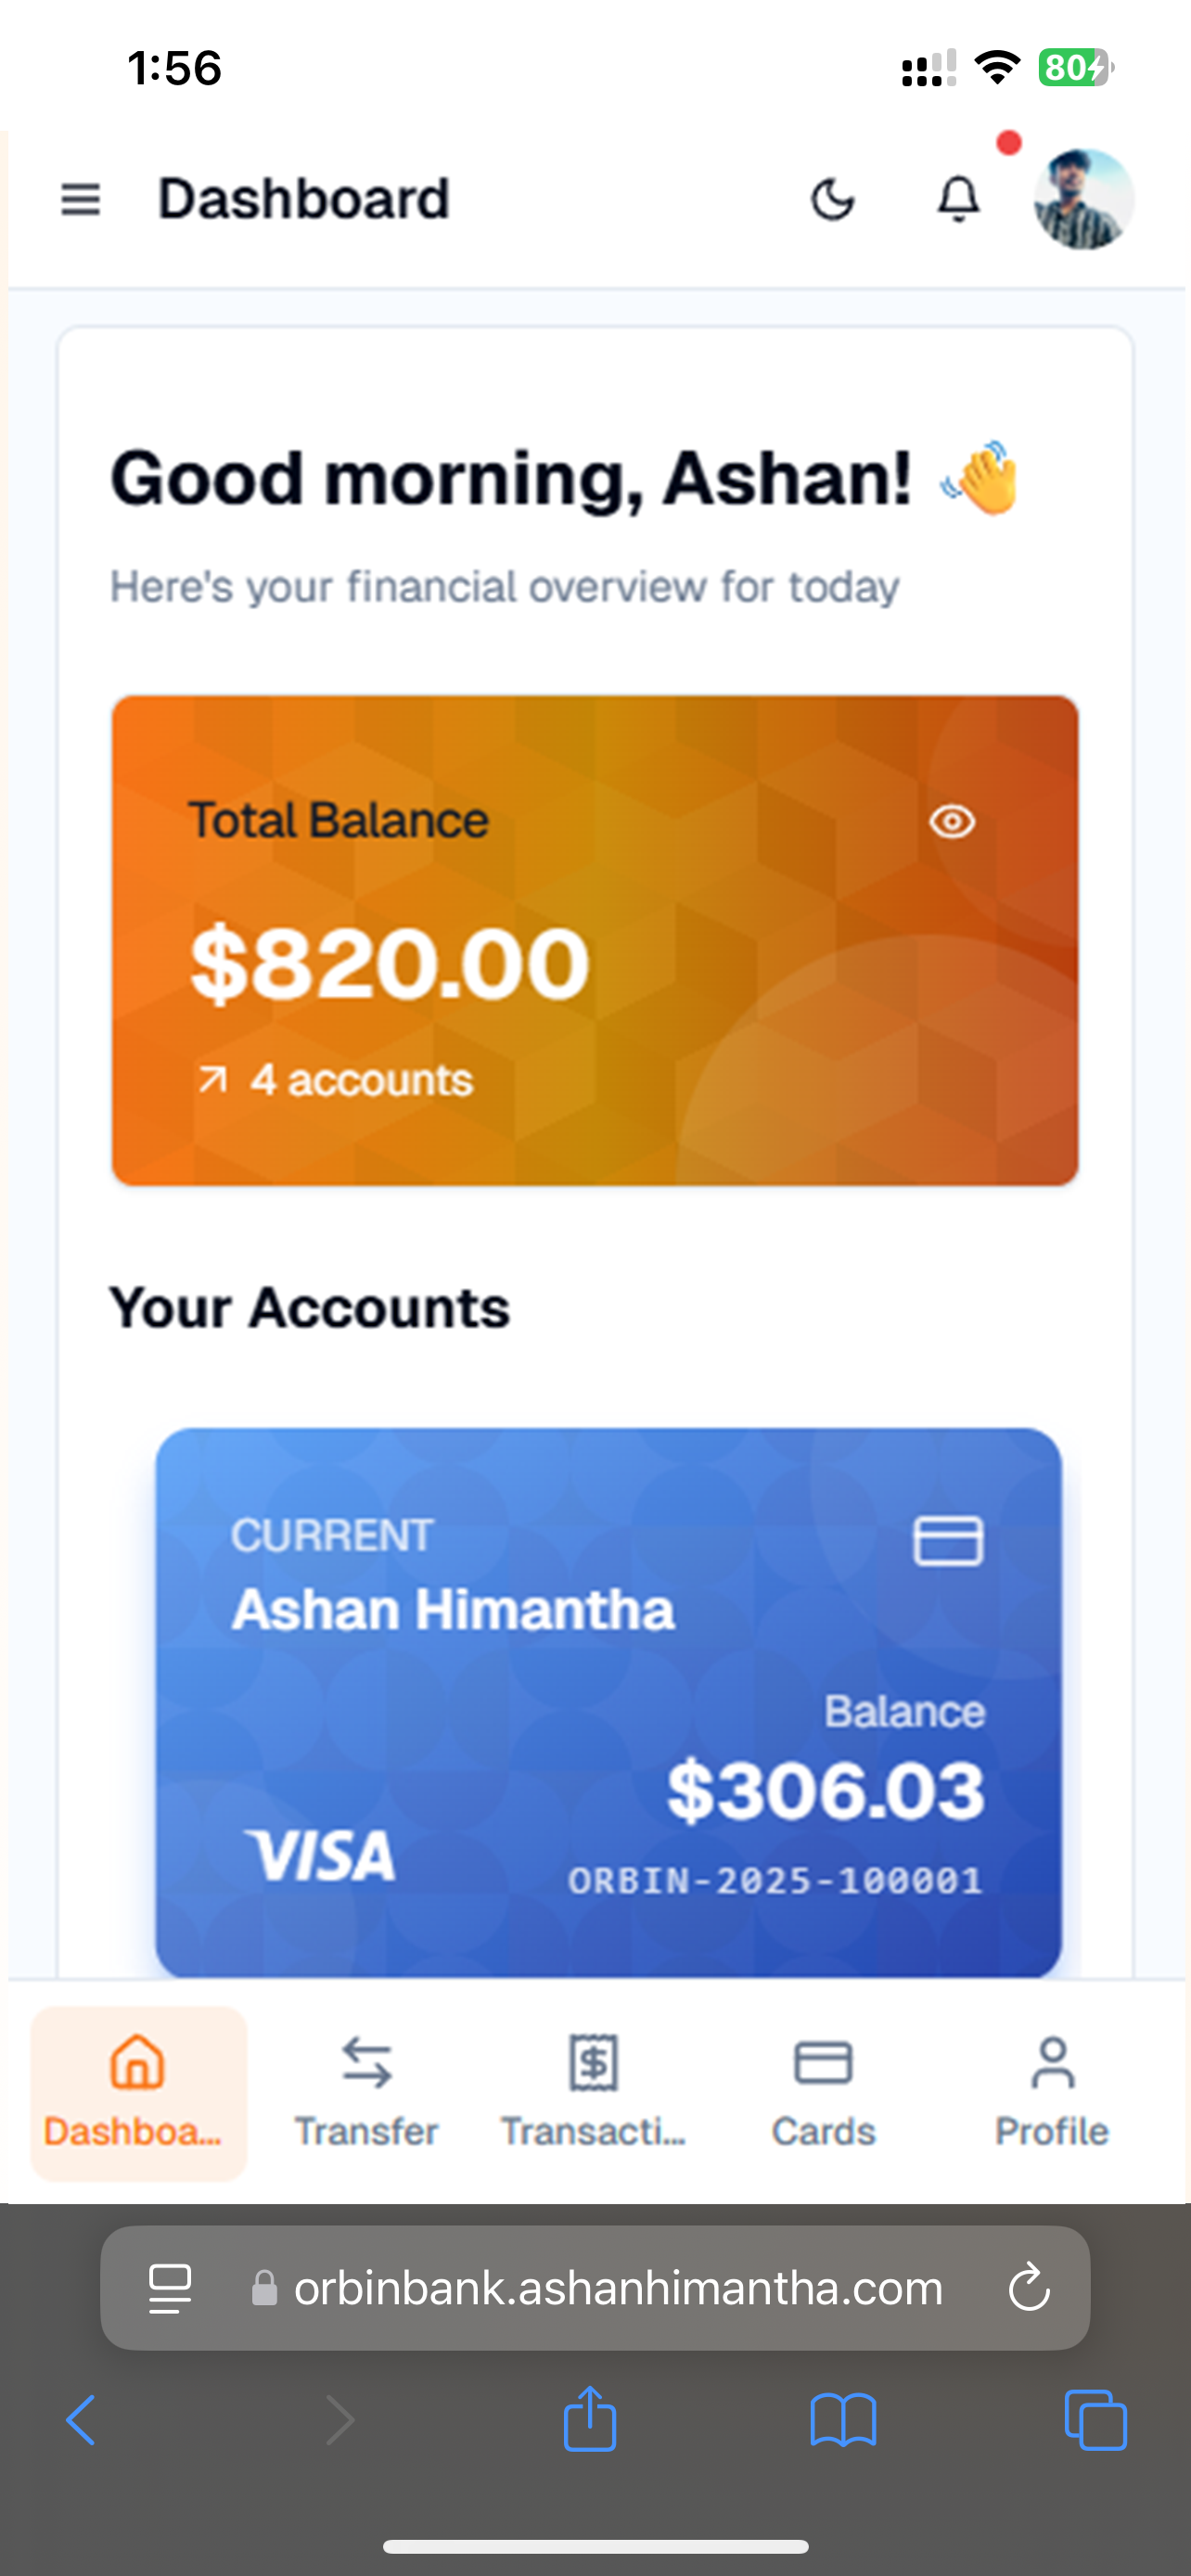 1:56
80
Dashboard
Good morning, Ashan! 👋
Here's your financial overview for today
Total Balance
$820.00
4 accounts
Your Accounts
CURRENT
Ashan Himantha
Balance
$306.03
VISA
ORBIN-2025-100001
Dashboa...
Transfer
Transacti...
Cards
Profile
orbinbank.ashanhimantha.com